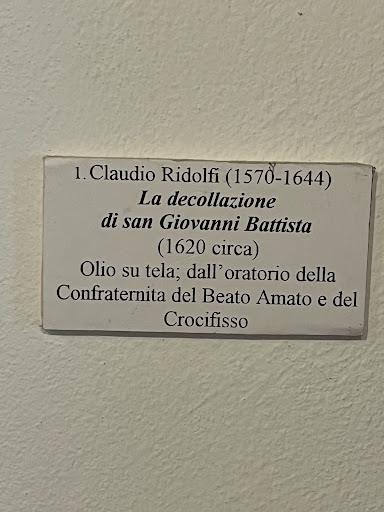 1. Claudio Ridolfi (1570-1644)
La decollazione
di san Giovanni Battista
(1620 circa)
Olio su tela; dall'oratorio della
Confraternita del Beato Amato e del
Crocifisso